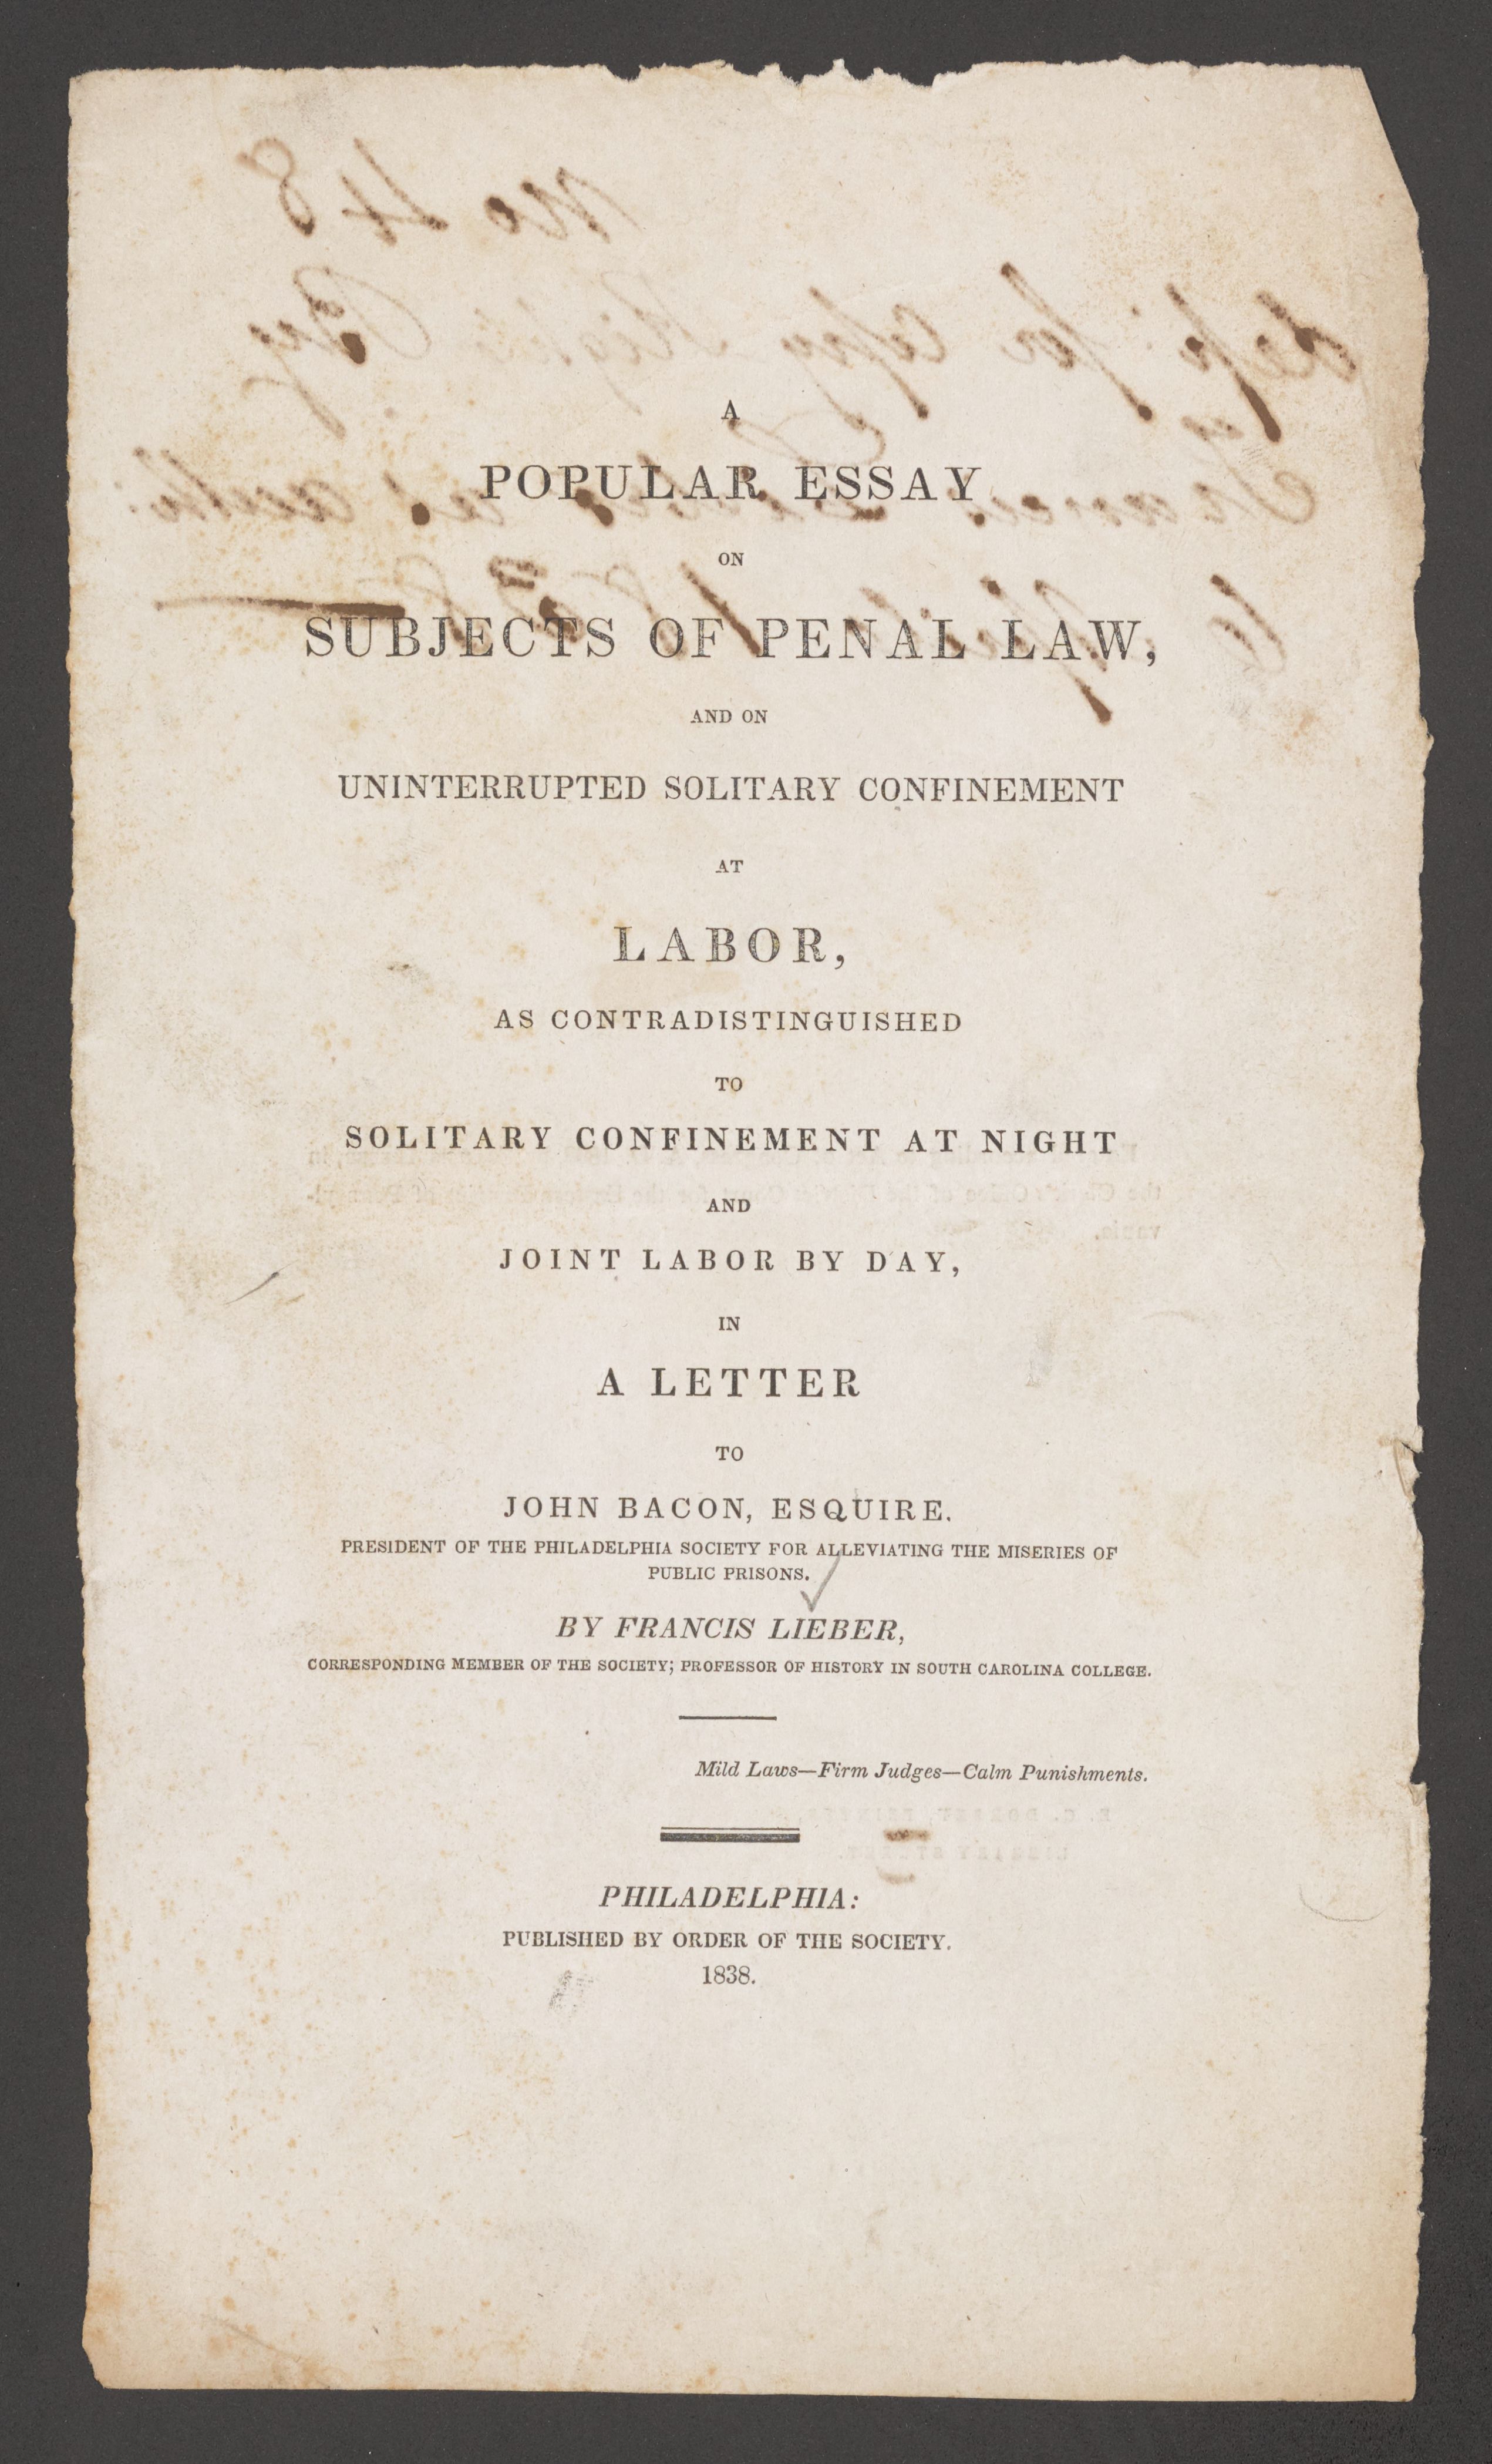 No 48
A
POPULAR ESSAY
ON
SUBJECTS OF PENAL LAW,
AND ON
UNINTERRUPTED SOLITARY CONFINEMENT
AT
LABOR,
AS CONTRADISTINGUISHED
TO
SOLITARY CONFINEMENT AT NIGHT
AND
JOINT LABOR BY DAY,
IN
A LETTER
TO
JOHN BACON, ESQUIRE.
PRESIDENT OF THE PHILADELPHIA SOCIETY FOR ALLEVIATING THE MISERIES OF
PUBLIC PRISONS.
BY FRANCIS LIEBER,
CORRESPONDING MEMBER OF THE SOCIETY; PROFESSOR OF HISTORY IN SOUTH CAROLINA COLLEGE.
Mild Laws—Firm Judges—Calm Punishments.
PHILADELPHIA:
PUBLISHED BY ORDER OF THE SOCIETY.
1838.